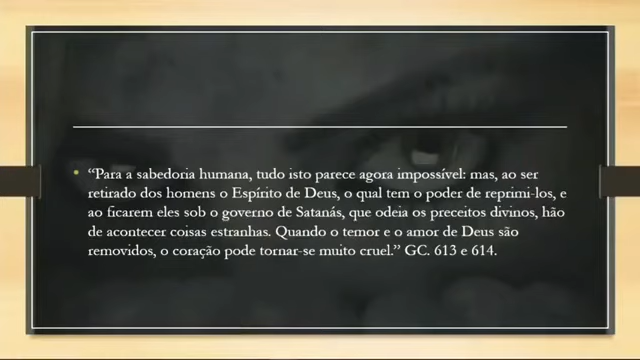 • “Para a sabedoria humana, tudo isto parece agora impossível: mas, ao ser
retirado dos homens o Espírito de Deus, o qual tem o poder de reprimi-los, e
ao ficarem eles sob o governo de Satanás, que odeia os preceitos divinos, hão
de acontecer coisas estranhas. Quando o temor e o amor de Deus são
removidos, o coração pode tornar-se muito cruel.” GC. 613 e 614.